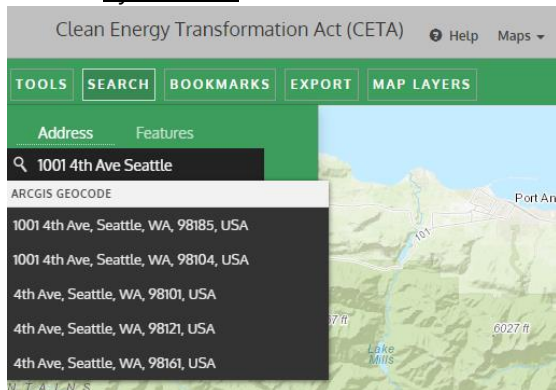 Clean Energy Transformation Act (CETA) Help Maps
TOOLS SEARCH BOOKMARKS EXPORT MAP LAYERS
Address Features
1001 4th Ave Seattle
ARCGIS GEOCODE
1001 4th Ave, Seattle, WA, 98185, USA
1001 4th Ave, Seattle, WA, 98104, USA
4th Ave, Seattle, WA, 98101, USA
4th Ave, Seattle, WA, 98121, USA
4th Ave, Seattle, WA, 98161, USA
Port An
101
7 ft
6027 ft
Lake
Mills
NTAINS